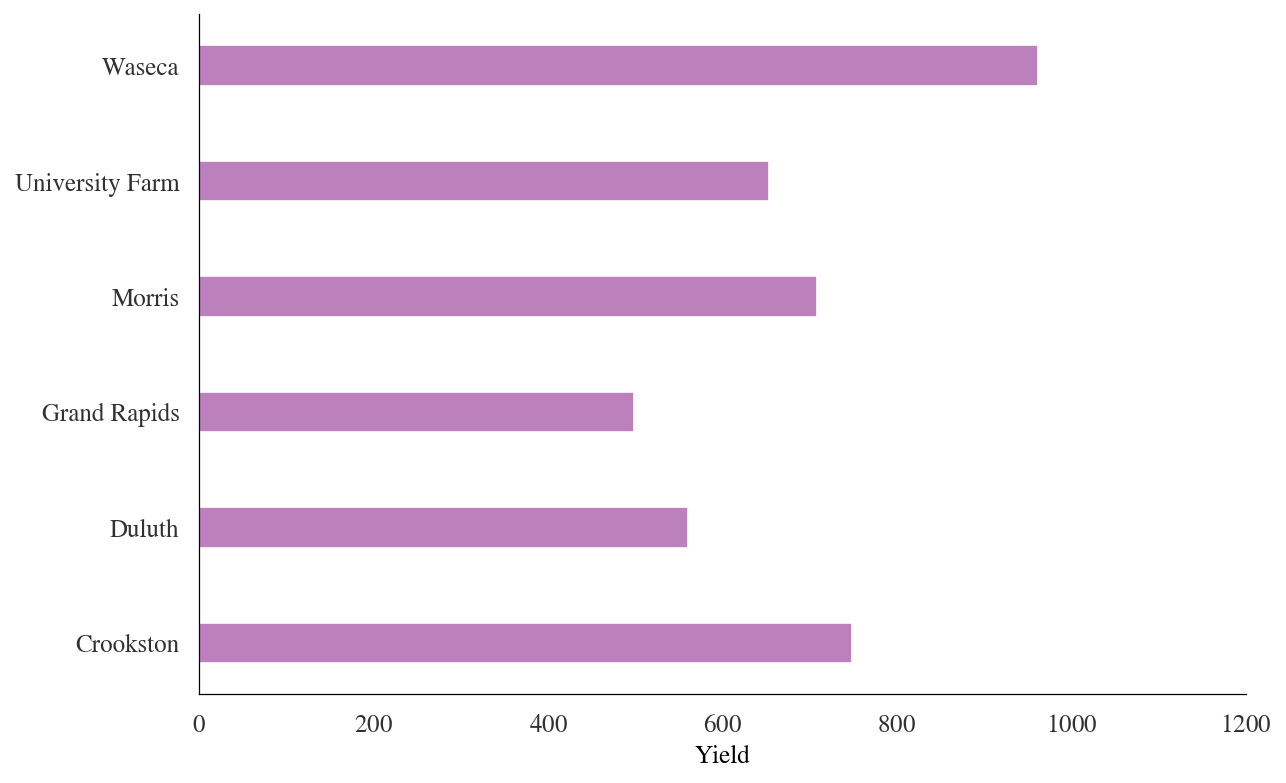 Waseca
University Farm
Morris
Grand Rapids
Duluth
Crookston
0 200 400 600 800 1000 1200
Yield